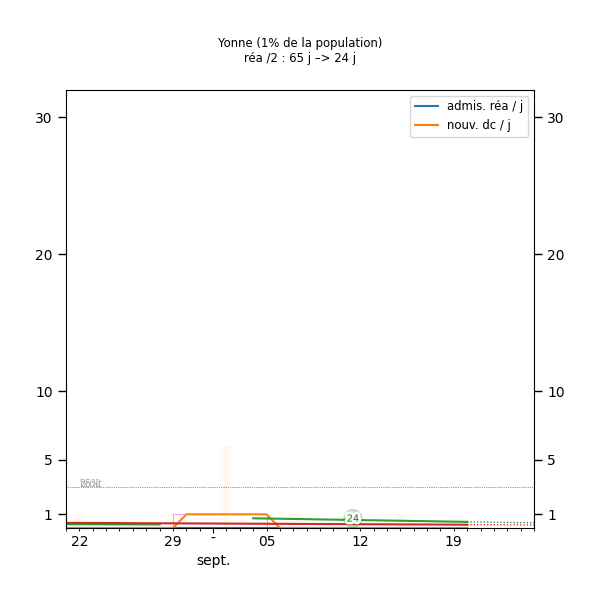 Yonne (1% de la population)
réa /2 : 65 j –> 24 j
admis. réa / j
nouv. dc / j
30 30
20 20
10 10
5 5
24
1 1
22 29 - 05 12 19
sept.